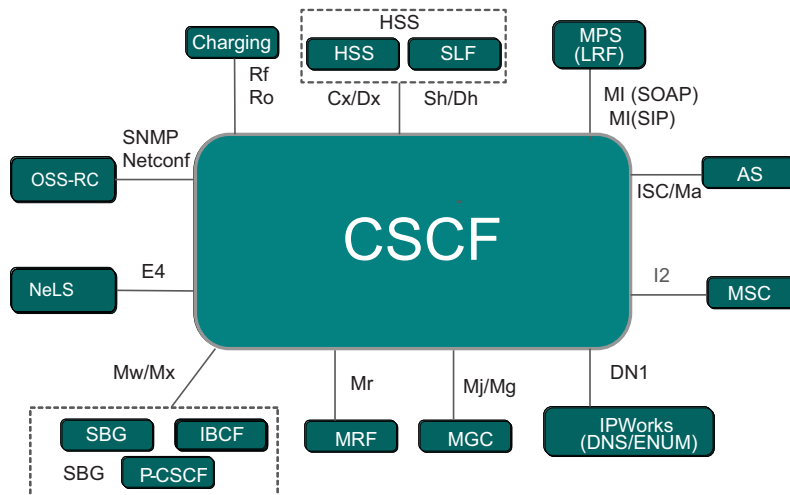 HSS
Charging
HSS
SLF
MPS
(LRF)
Rf
Ro
Cx/Dx
Sh/Dh
MI (SOAP)
MI(SIP)
SNMP
Netconf
OSS-RC
AS
ISC/Ma
CSCF
E4
NeLS
I2
MSC
Mw/Mx
Mr
Mj/Mg
DN1
SBG
IBCF
MRF
MGC
IPWorks
(DNS/ENUM)
SBG
P-CSCF